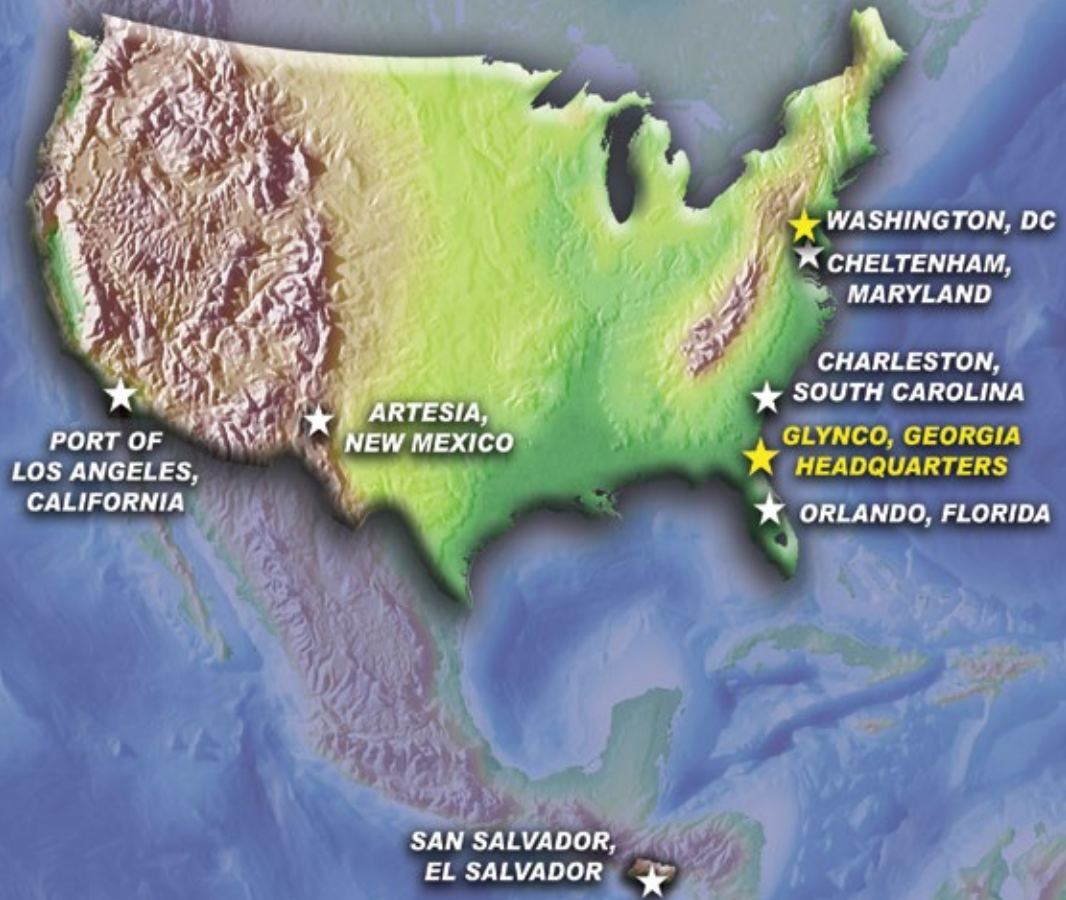 WASHINGTON, DC
CHELTENHAM,
MARYLAND
CHARLESTON,
SOUTH CAROLINA
GLYNCO, GEORGIA
HEADQUARTERS
ORLANDO, FLORIDA
ARTESIA,
NEW MEXICO
PORT OF
LOS ANGELES,
CALIFORNIA
SAN SALVADOR,
EL SALVADOR